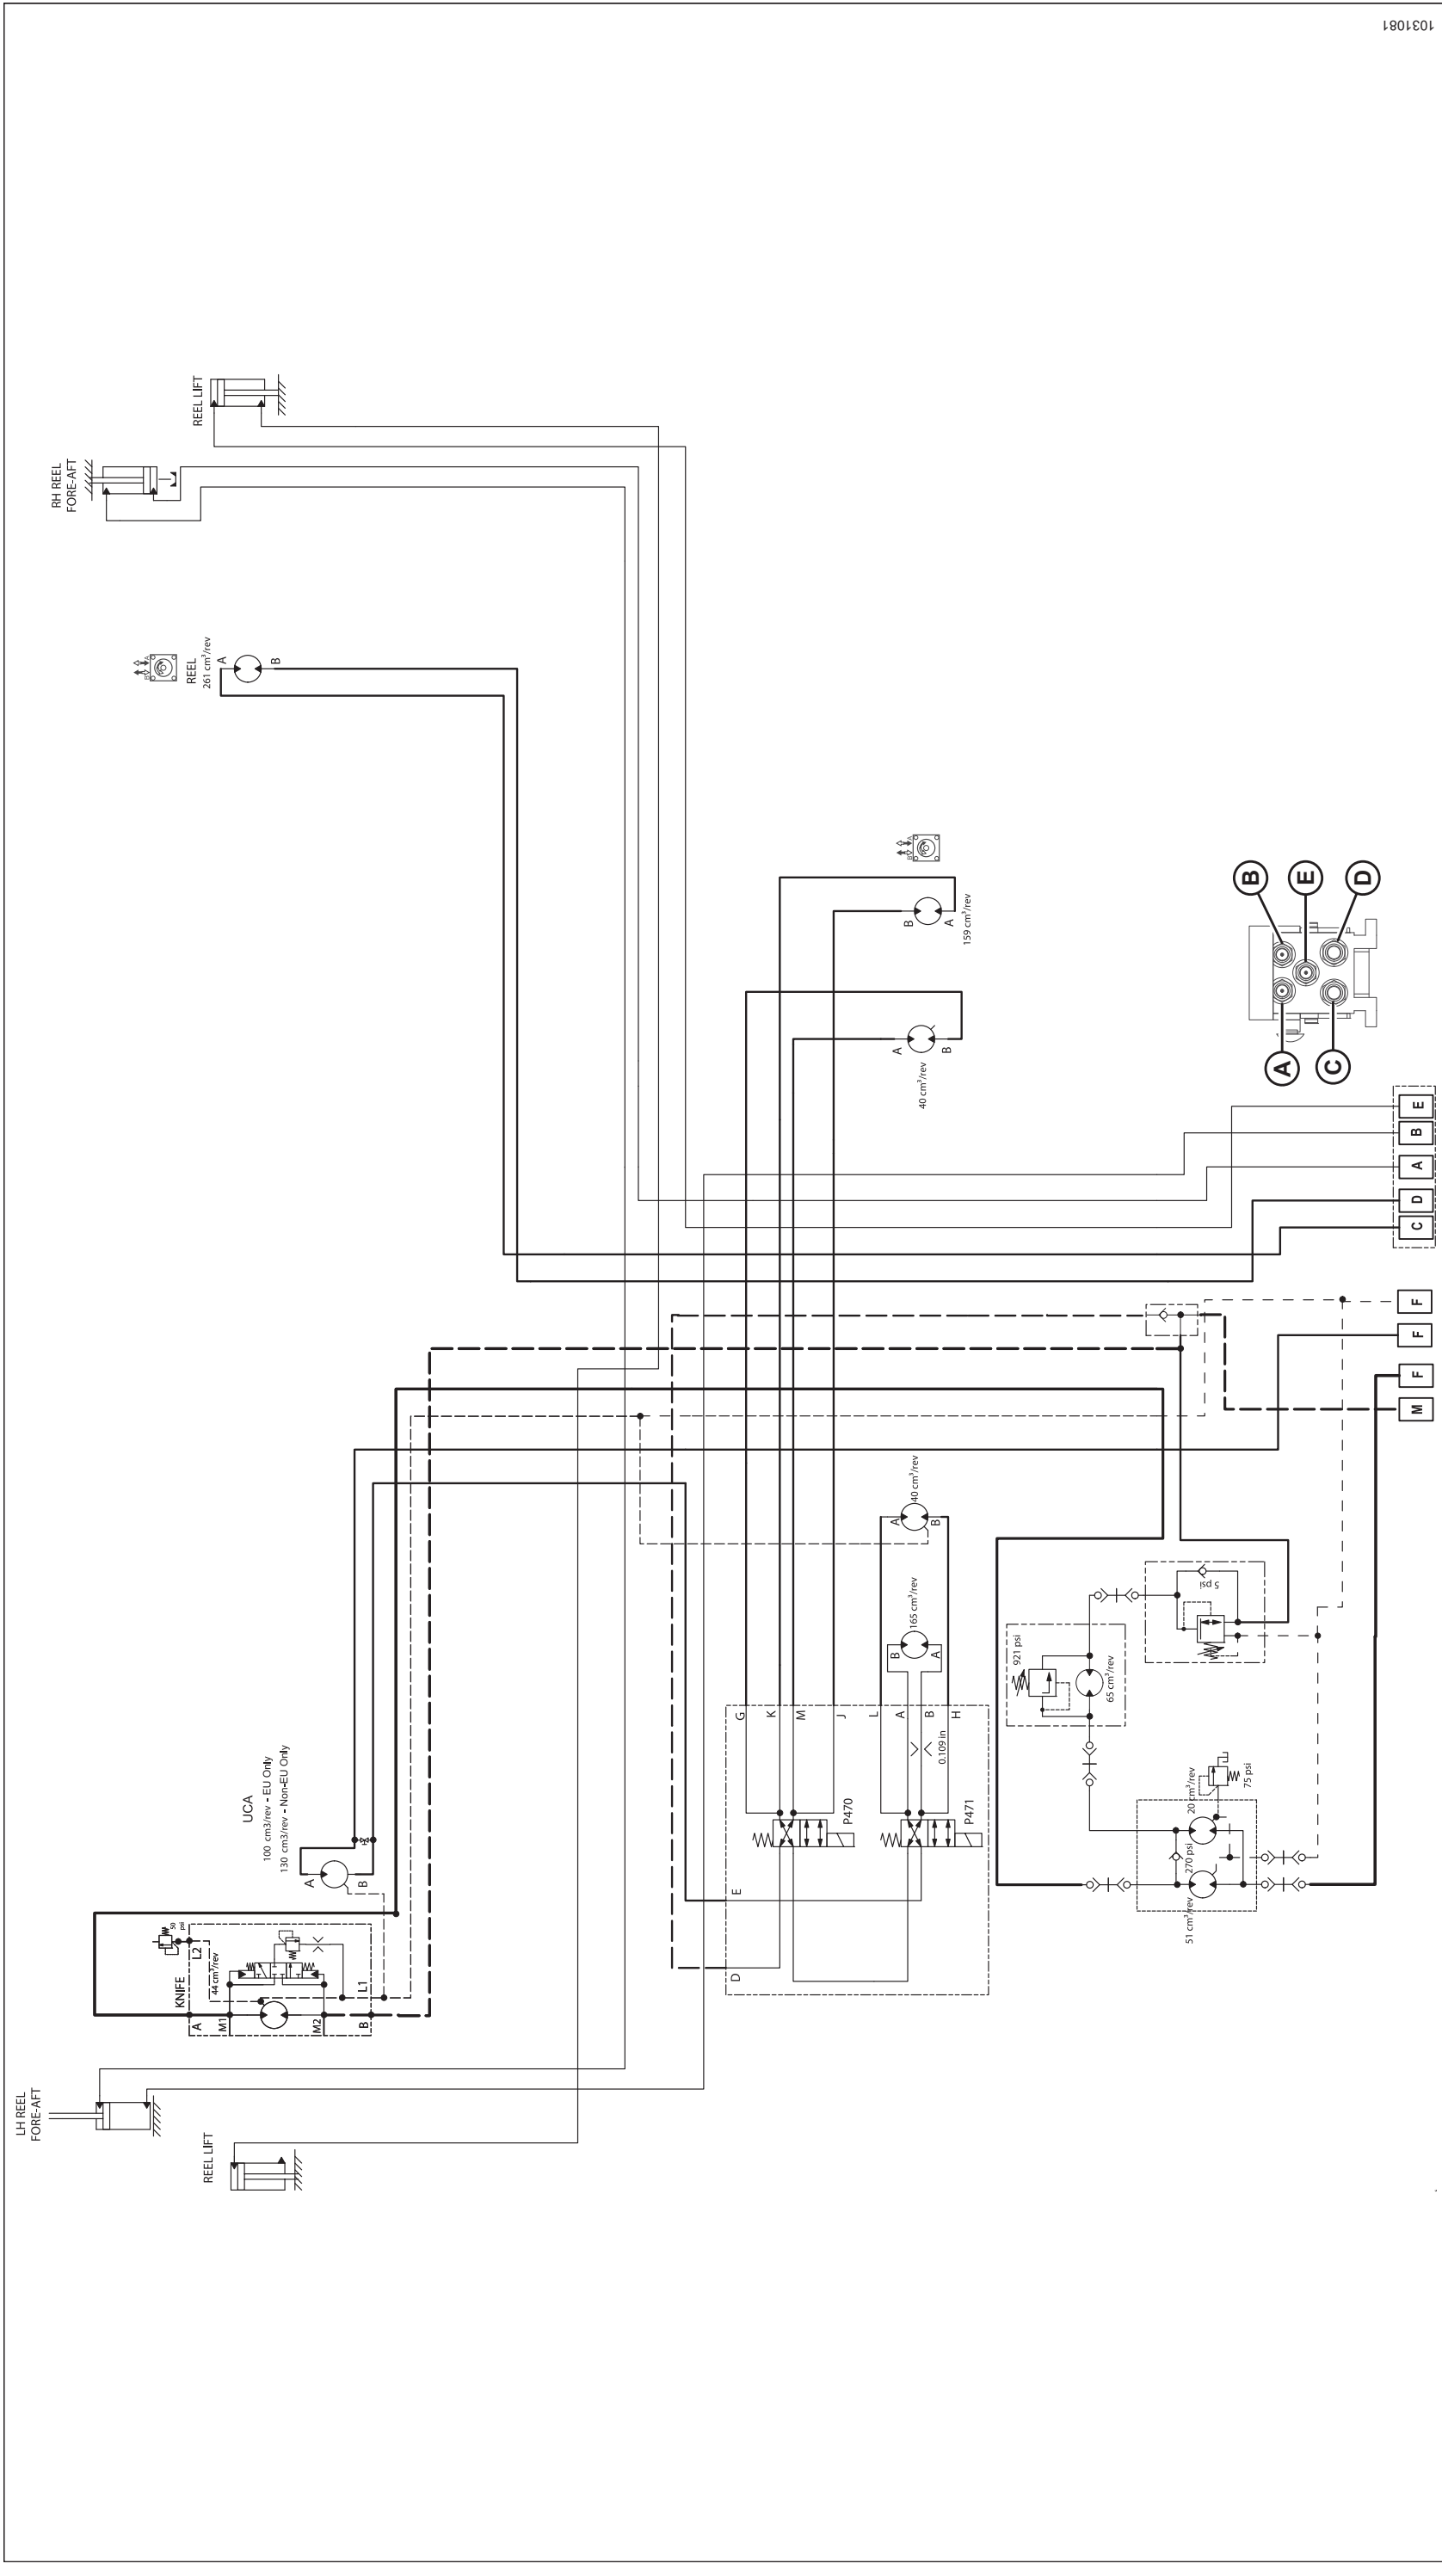 1031081
RH REEL
FORE-AFT
REEL LIFT
REEL
261 cm³/rev
A
B
B
A
159 cm³/rev
A
B
40 cm³/rev
B
E
D
A
C
E
B
A
D
C
F
F
F
M
40 cm³/rev
A
B
165 cm³/rev
B
A
5 psi
921 psi
65 cm³/rev
UCA
100 cm3/rev - EU Only
130 cm3/rev - Non-EU Only
A
B
G
K
M
J
L
A
B
H
0.109 in
P470
P471
E
D
20 cm³/rev
75 psi
270 psi
51 cm³/rev
KNIFE
50
psi
L2
44 cm³/rev
L1
A
M1
M2
B
LH REEL
FORE-AFT
REEL LIFT